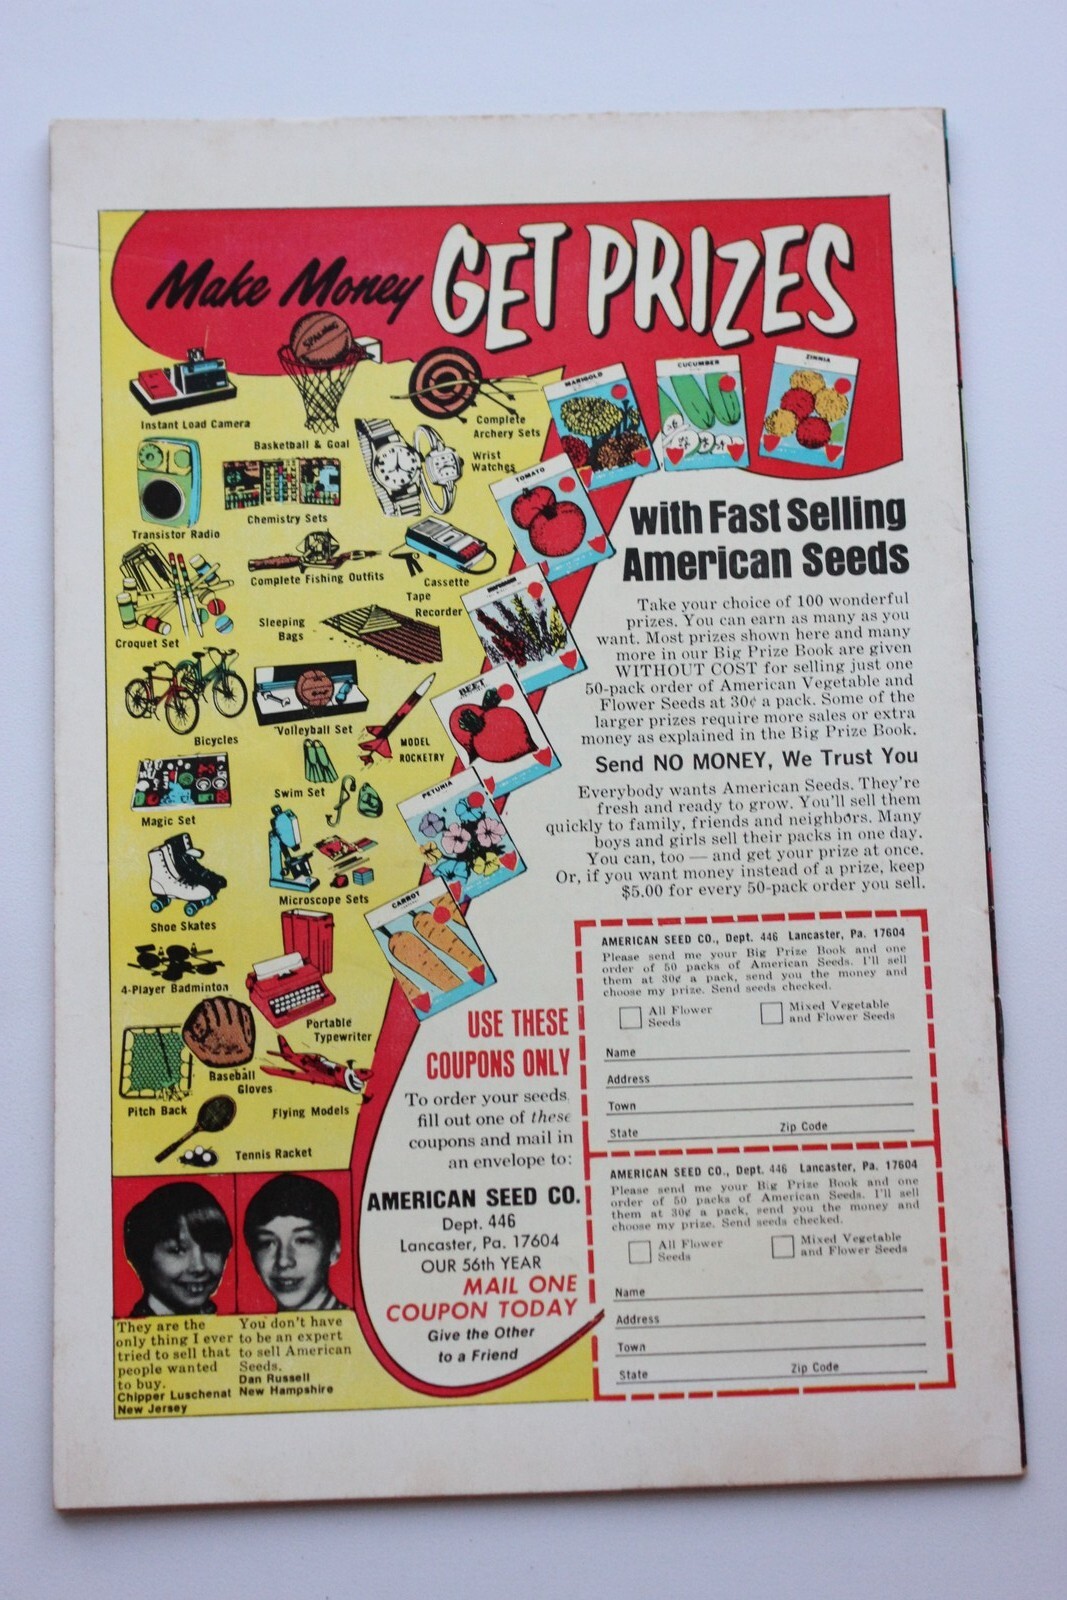 Make Money GET PRIZES
SPALDING
Instant Load Camera
Basketball & Goal
Complete
Archery Sets
Wrist
Watches
Transistor Radio
Chemistry Sets
Complete Fishing Outfits
Cassette
Tape
Recorder
Croquet Set
Sleeping
Bags
Bicycles
Volleyball Set
MODEL
ROCKETRY
Swim Set
Magic Set
Microscope Sets
Shoe Skates
4-Player Badminton
Portable
Typewriter
Baseball
Gloves
Pitch Back
Flying Models
Tennis Racket
MARIGOLD
CUCUMBER
ZINNIA
TOMATO
BEET
PETUNIA
CARROT
with Fast Selling
American Seeds
Take your choice of 100 wonderful
prizes. You can earn as many as you
want. Most prizes shown here and many
more in our Big Prize Book are given
WITHOUT COST for selling just one
50-pack order of American Vegetable and
Flower Seeds at 30¢ a pack. Some of the
larger prizes require more sales or extra
money as explained in the Big Prize Book.
Send NO MONEY, We Trust You
Everybody wants American Seeds. They're
fresh and ready to grow. You'll sell them
quickly to family, friends and neighbors. Many
boys and girls sell their packs in one day.
You can, too — and get your prize at once.
Or, if you want money instead of a prize, keep
$5.00 for every 50-pack order you sell.
USE THESE
COUPONS ONLY
To order your seeds,
fill out one of these
coupons and mail in
an envelope to:
AMERICAN SEED CO.
Dept. 446
Lancaster, Pa. 17604
OUR 56th YEAR
MAIL ONE
COUPON TODAY
Give the Other
to a Friend
AMERICAN SEED CO., Dept. 446 Lancaster, Pa. 17604
Please send me your Big Prize Book and one
order of 50 packs of American Seeds. I'll sell
them at 30¢ a pack, send you the money and
choose my prize. Send seeds checked.
All Flower
Seeds
Mixed Vegetable
and Flower Seeds
Name
Address
Town
State Zip Code
AMERICAN SEED CO., Dept. 446 Lancaster, Pa. 17604
Please send me your Big Prize Book and one
order of 50 packs of American Seeds. I'll sell
them at 30¢ a pack, send you the money and
choose my prize. Send seeds checked.
All Flower
Seeds
Mixed Vegetable
and Flower Seeds
Name
Address
Town
State Zip Code
They are the
only thing I ever
tried to sell that
people wanted
to buy.
Chipper Luschenat
New Jersey
You don't have
to be an expert
to sell American
Seeds.
Dan Russell
New Hampshire